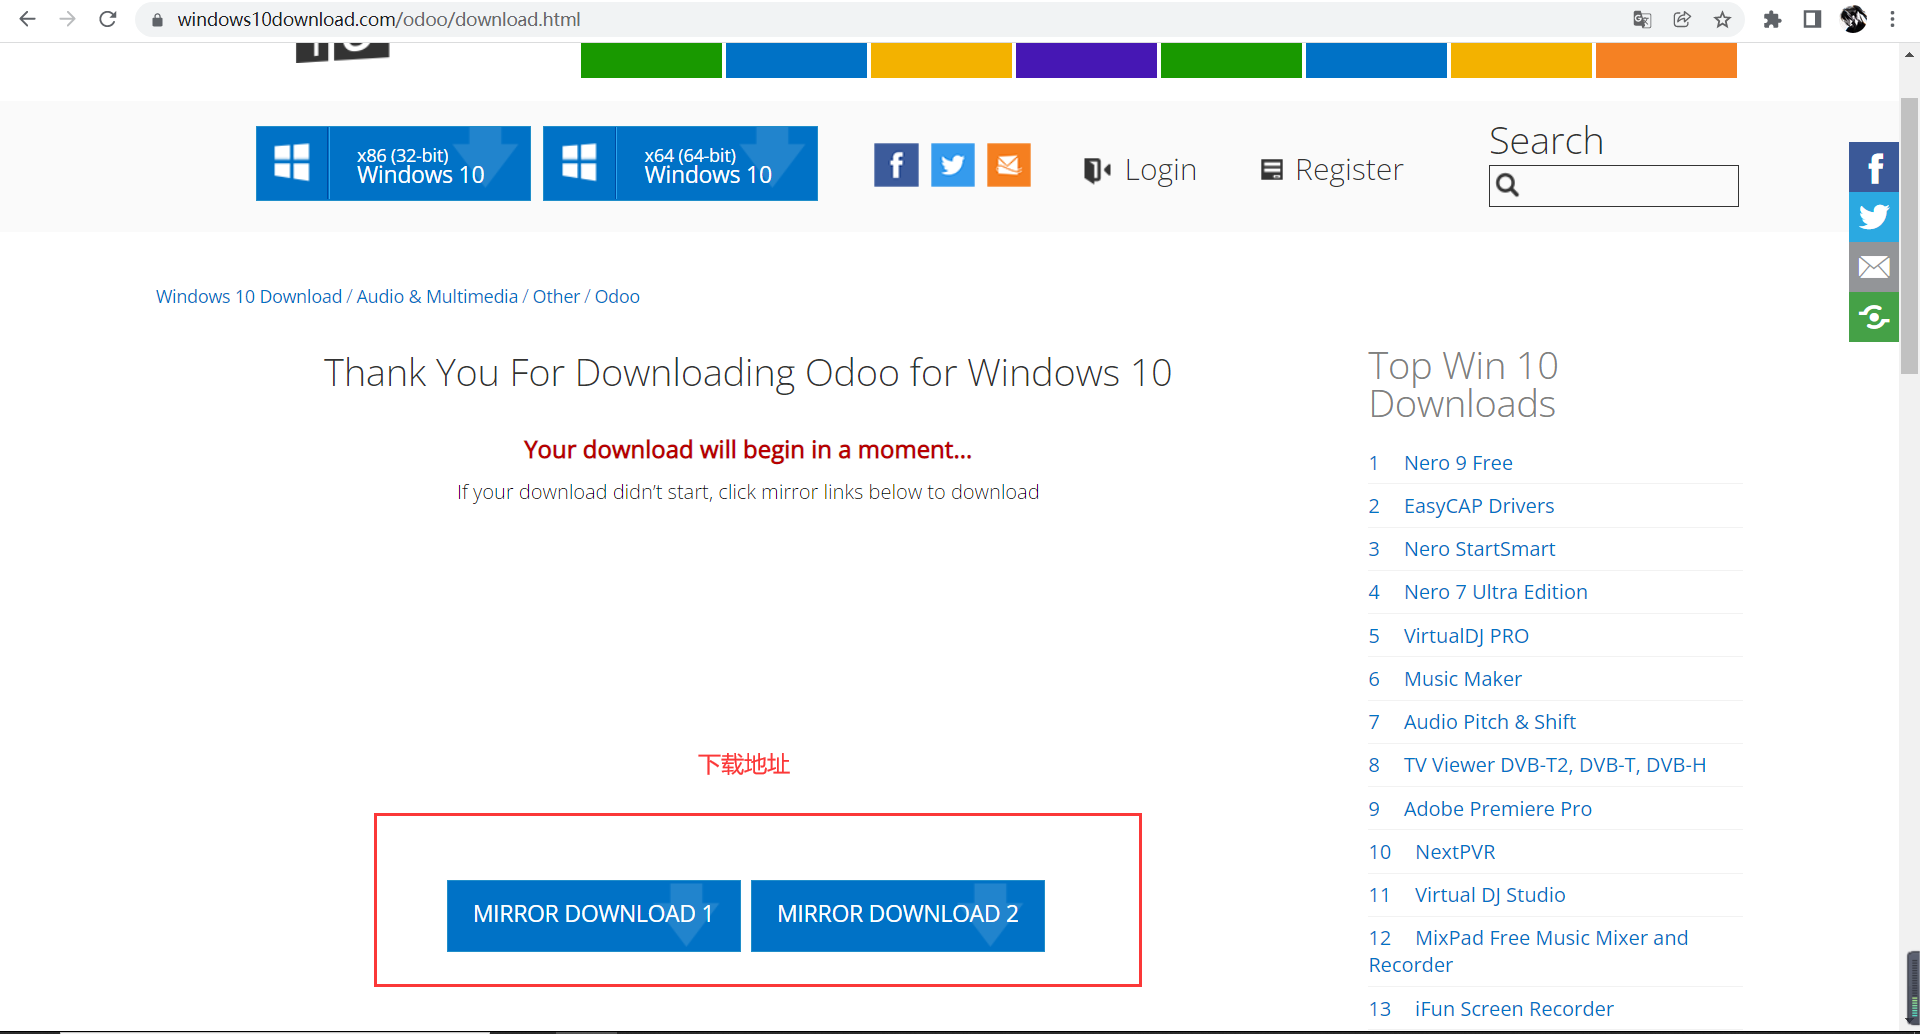 windows10download.com/odoo/download.html
x86 (32-bit)
Windows 10
x64 (64-bit)
Windows 10
Login
Register
Search
Windows 10 Download / Audio & Multimedia / Other / Odoo
Thank You For Downloading Odoo for Windows 10
Your download will begin in a moment...
If your download didn't start, click mirror links below to download
下载地址
MIRROR DOWNLOAD 1
MIRROR DOWNLOAD 2
Top Win 10
Downloads
1 Nero 9 Free
2 EasyCAP Drivers
3 Nero StartSmart
4 Nero 7 Ultra Edition
5 VirtualDJ PRO
6 Music Maker
7 Audio Pitch & Shift
8 TV Viewer DVB-T2, DVB-T, DVB-H
9 Adobe Premiere Pro
10 NextPVR
11 Virtual DJ Studio
12 MixPad Free Music Mixer and
Recorder
13 iFun Screen Recorder